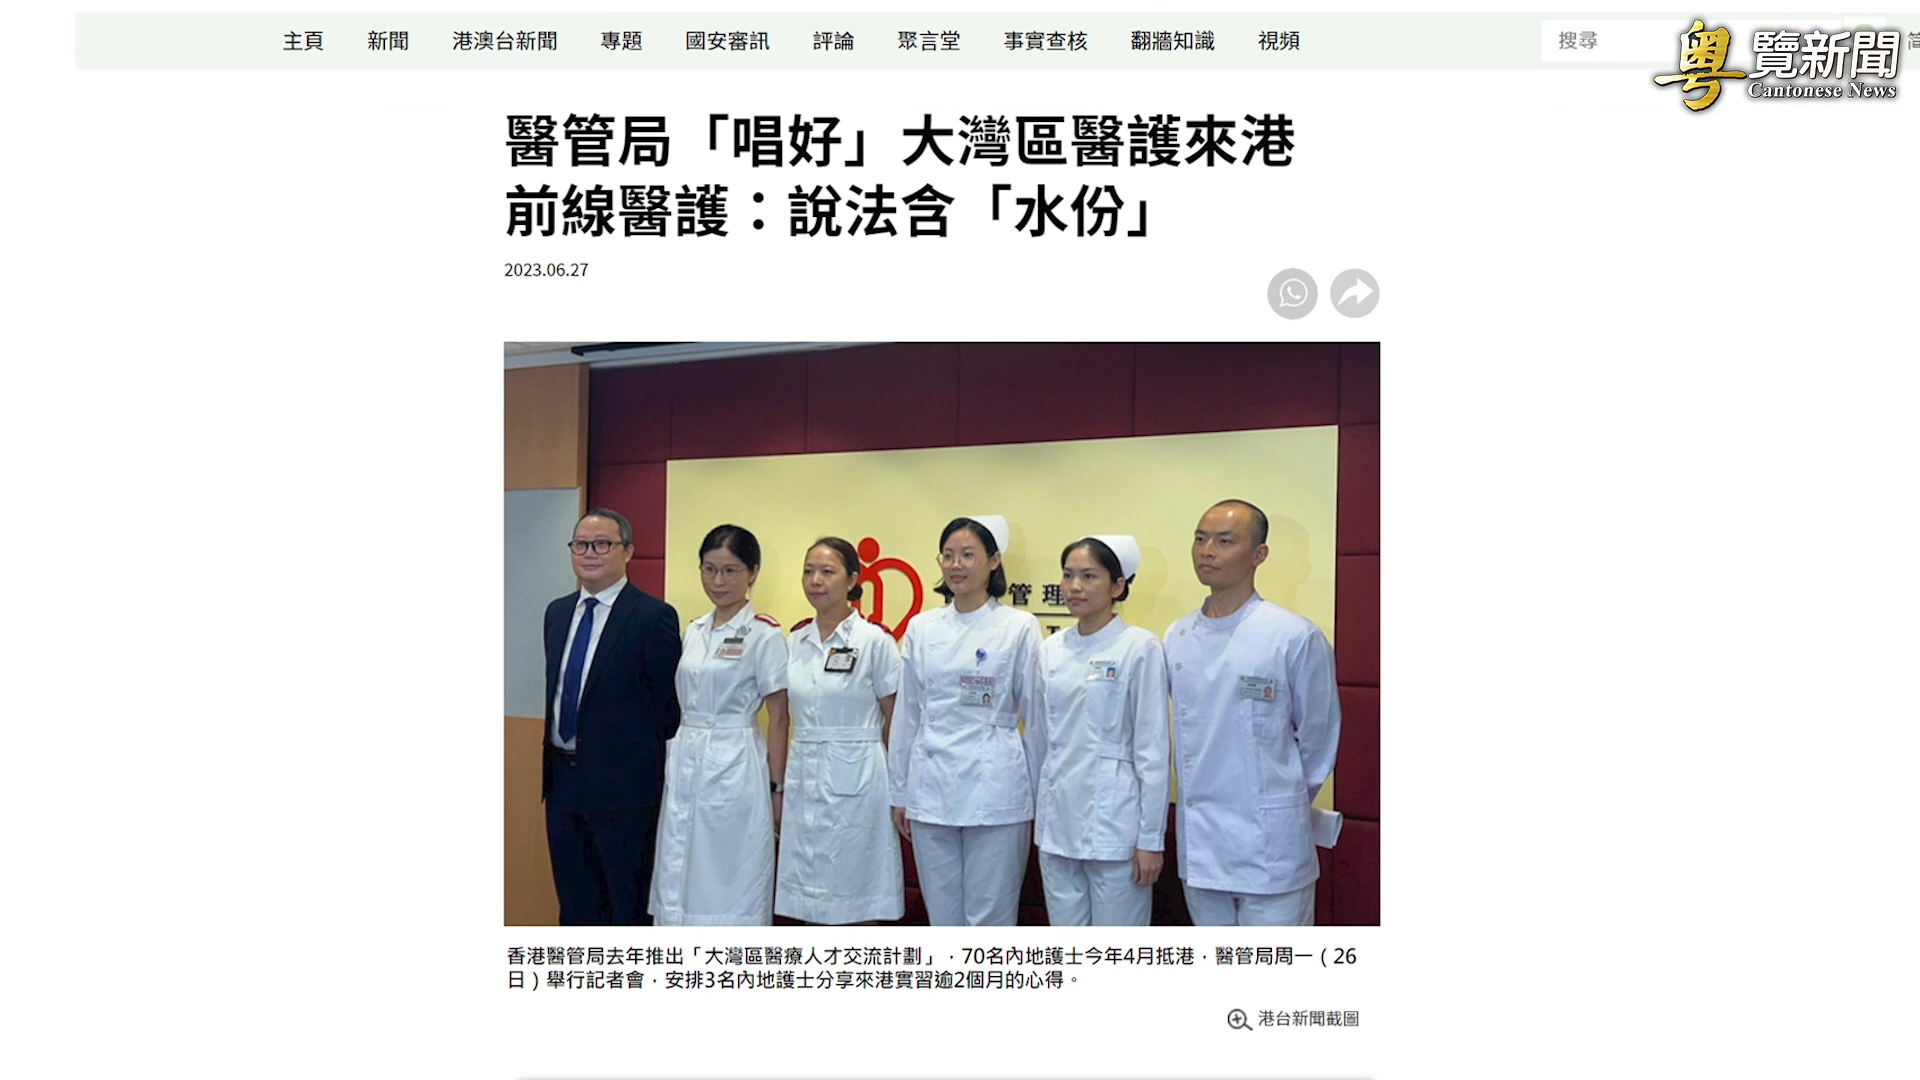 主頁 新聞 港澳台新聞 專題 國安審訊 評論 聚言堂 事實查核 翻牆知識 視頻 搜尋 简
粵覽新聞
Cantonese News
醫管局「唱好」大灣區醫護來港
前線醫護：說法含「水份」
2023.06.27
管理
香港醫管局去年推出「大灣區醫療人才交流計劃」，70名內地護士今年4月抵港，醫管局周一（26
日）舉行記者會，安排3名內地護士分享來港實習逾2個月的心得。
港台新聞截圖